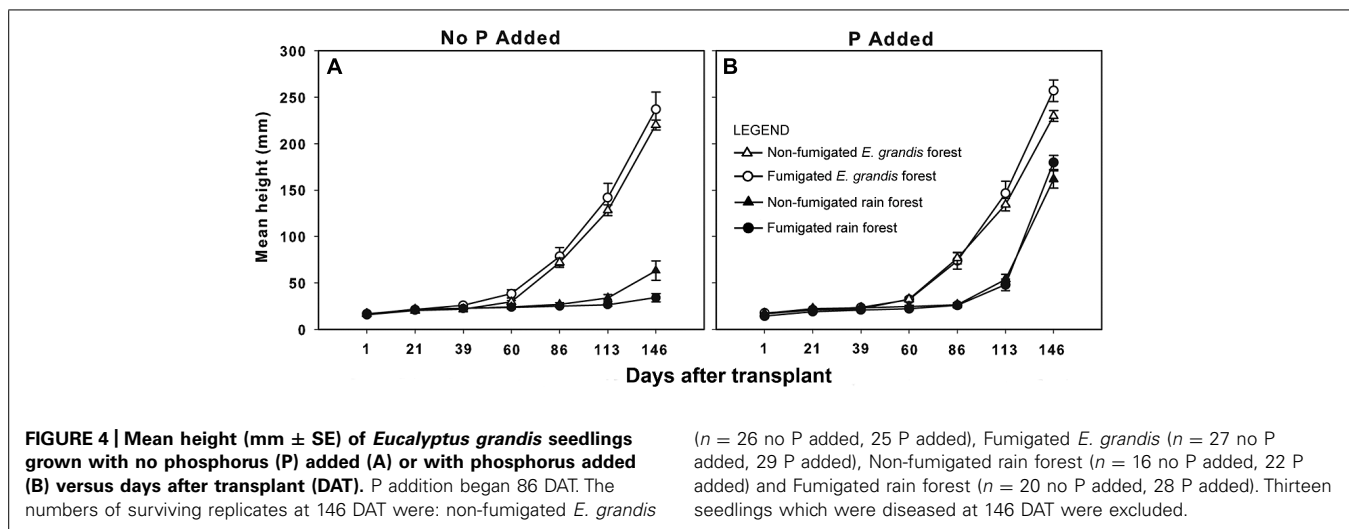 No P Added
P Added
A
B
300
250
200
150
100
50
0
Mean height (mm)
LEGEND
Non-fumigated E. grandis forest
Fumigated E. grandis forest
Non-fumigated rain forest
Fumigated rain forest
1 21 39 60 86 113 146
1 21 39 60 86 113 146
Days after transplant
FIGURE 4 | Mean height (mm ± SE) of Eucalyptus grandis seedlings
grown with no phosphorus (P) added (A) or with phosphorus added
(B) versus days after transplant (DAT). P addition began 86 DAT. The
numbers of surviving replicates at 146 DAT were: non-fumigated E. grandis
(n = 26 no P added, 25 P added), Fumigated E. grandis (n = 27 no P
added, 29 P added), Non-fumigated rain forest (n = 16 no P added, 22 P
added) and Fumigated rain forest (n = 20 no P added, 28 P added). Thirteen
seedlings which were diseased at 146 DAT were excluded.